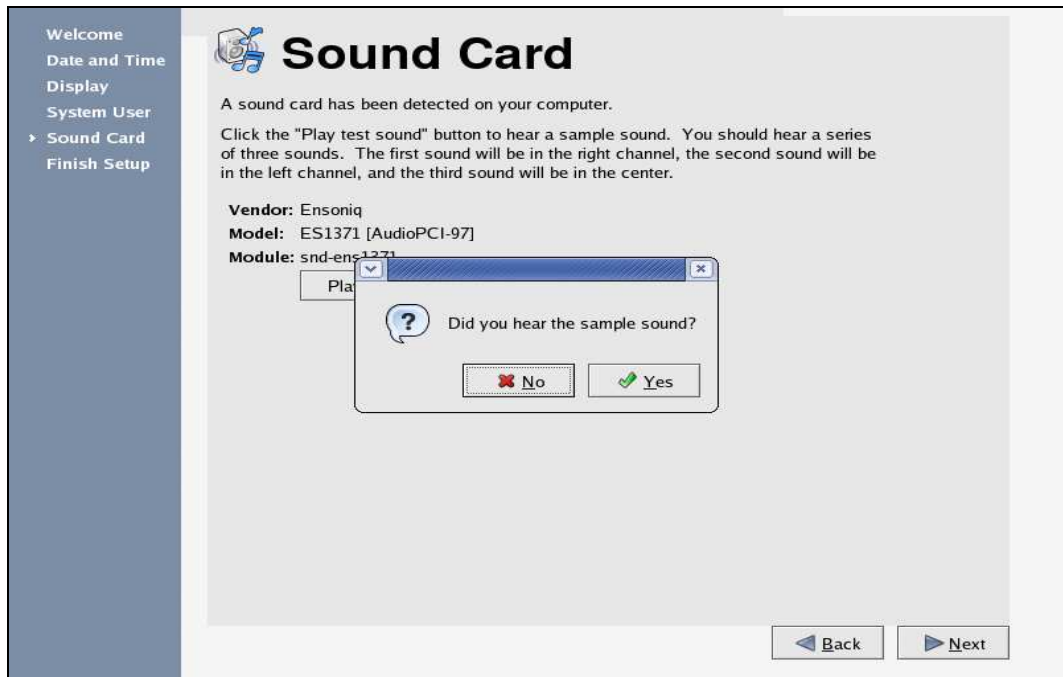 Welcome
Date and Time
Display
System User
Sound Card
Finish Setup
Sound Card
A sound card has been detected on your computer.
Click the "Play test sound" button to hear a sample sound. You should hear a series
of three sounds. The first sound will be in the right channel, the second sound will be
in the left channel, and the third sound will be in the center.
Vendor: Ensoniq
Model: ES1371 [AudioPCI-97]
Module: snd-ens1371
Pla
Did you hear the sample sound?
No
Yes
Back
Next